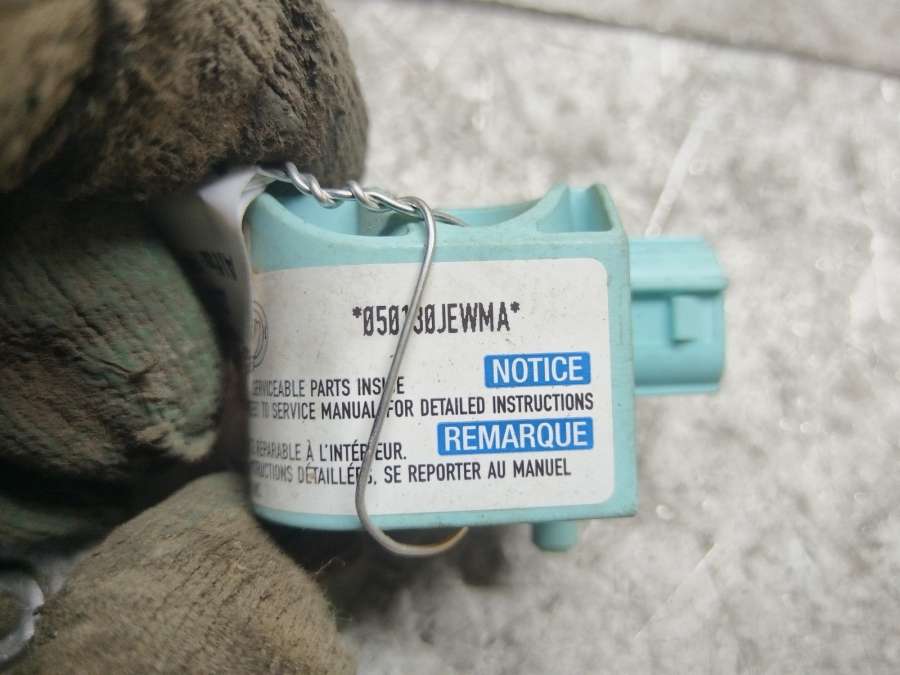 *050130JEWMA*
NOTICE
SERVICEABLE PARTS INSIDE
TO SERVICE MANUAL FOR DETAILED INSTRUCTIONS
REMARQUE
RÉPARABLE À L'INTÉRIEUR.
DÉTAILLÉES, SE REPORTER AU MANUEL